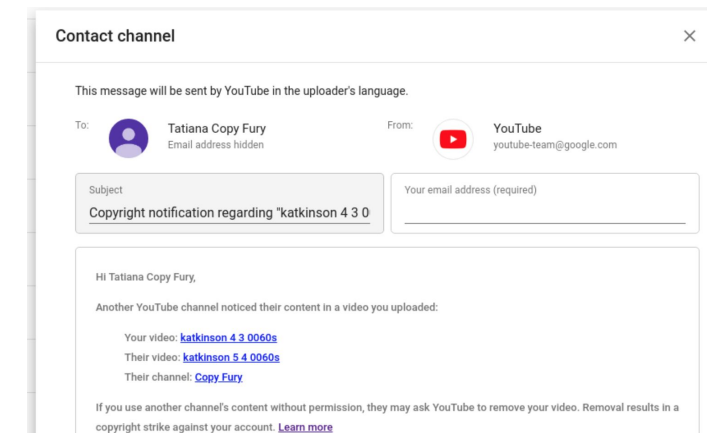 Contact channel
This message will be sent by YouTube in the uploader's language.
To:
Tatiana Copy Fury
Email address hidden
From:
YouTube
youtube-team@google.com
Subject
Copyright notification regarding "katkinson 4 3 0
Your email address (required)
Hi Tatiana Copy Fury,
Another YouTube channel noticed their content in a video you uploaded:
Your video: katkinson 4 3 0060s
Their video: katkinson 5 4 0060s
Their channel: Copy Fury
If you use another channel's content without permission, they may ask YouTube to remove your video. Removal results in a
copyright strike against your account. Learn more